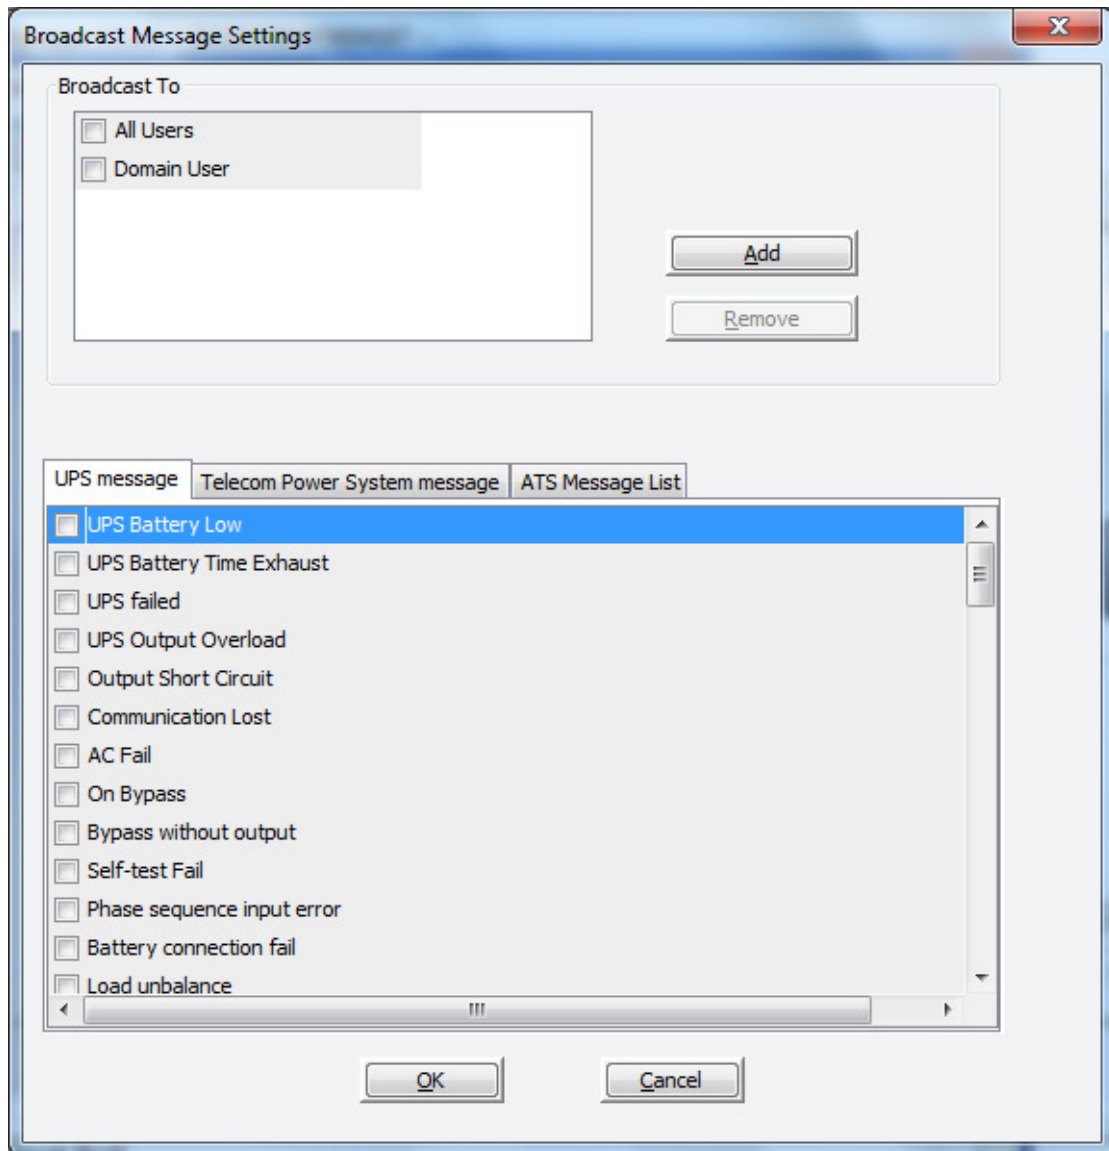 Broadcast Message Settings
Broadcast To
All Users
Domain User
Add
Remove
UPS message
Telecom Power System message
ATS Message List
UPS Battery Low
UPS Battery Time Exhaust
UPS failed
UPS Output Overload
Output Short Circuit
Communication Lost
AC Fail
On Bypass
Bypass without output
Self-test Fail
Phase sequence input error
Battery connection fail
Load unbalance
OK
Cancel